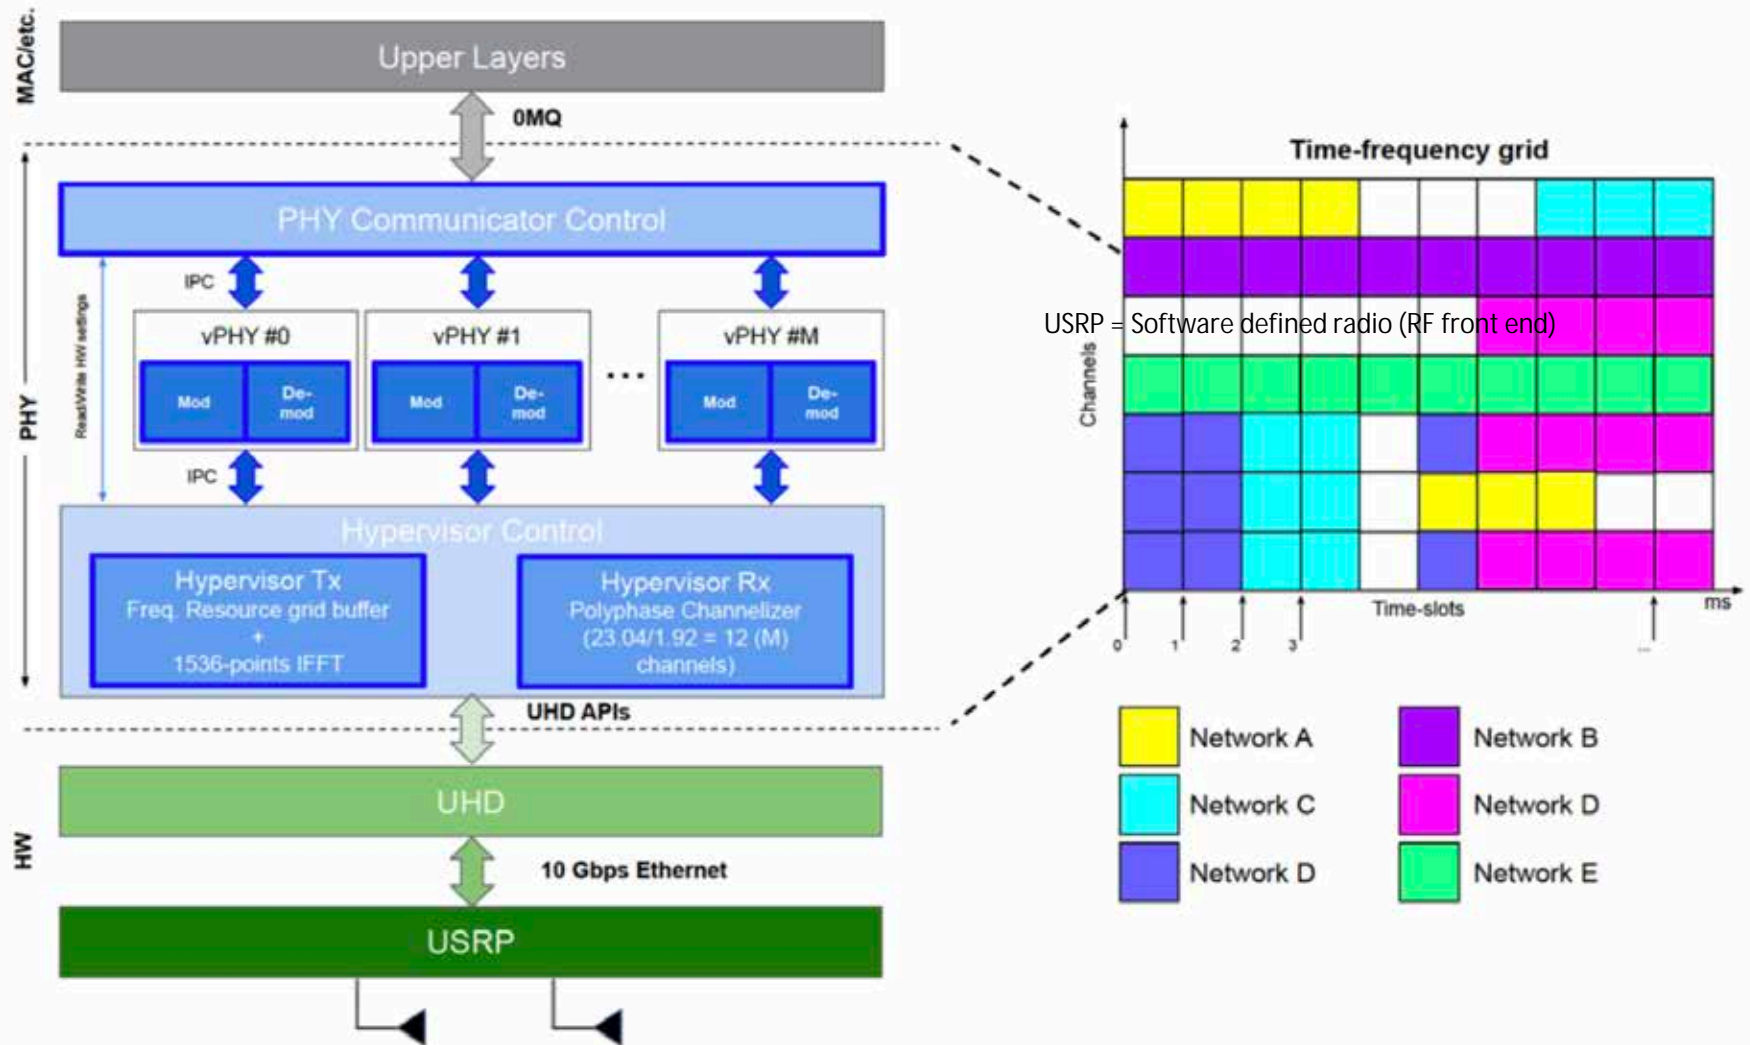 MAC/etc.
Upper Layers
0MQ
PHY
PHY Communicator Control
Read/Write HW settings
IPC
vPHY #0
Mod
De-
mod
vPHY #1
Mod
De-
mod
...
vPHY #M
Mod
De-
mod
IPC
Hypervisor Control
Hypervisor Tx
Freq. Resource grid buffer
+
1536-points IFFT
Hypervisor Rx
Polyphase Channelizer
(23.04/1.92 = 12 (M)
channels)
UHD APIs
HW
UHD
10 Gbps Ethernet
USRP
Time-frequency grid
USRP = Software defined radio (RF front end)
Channels
Time-slots
ms
0
1
2
3
...
Network A
Network B
Network C
Network D
Network D
Network E